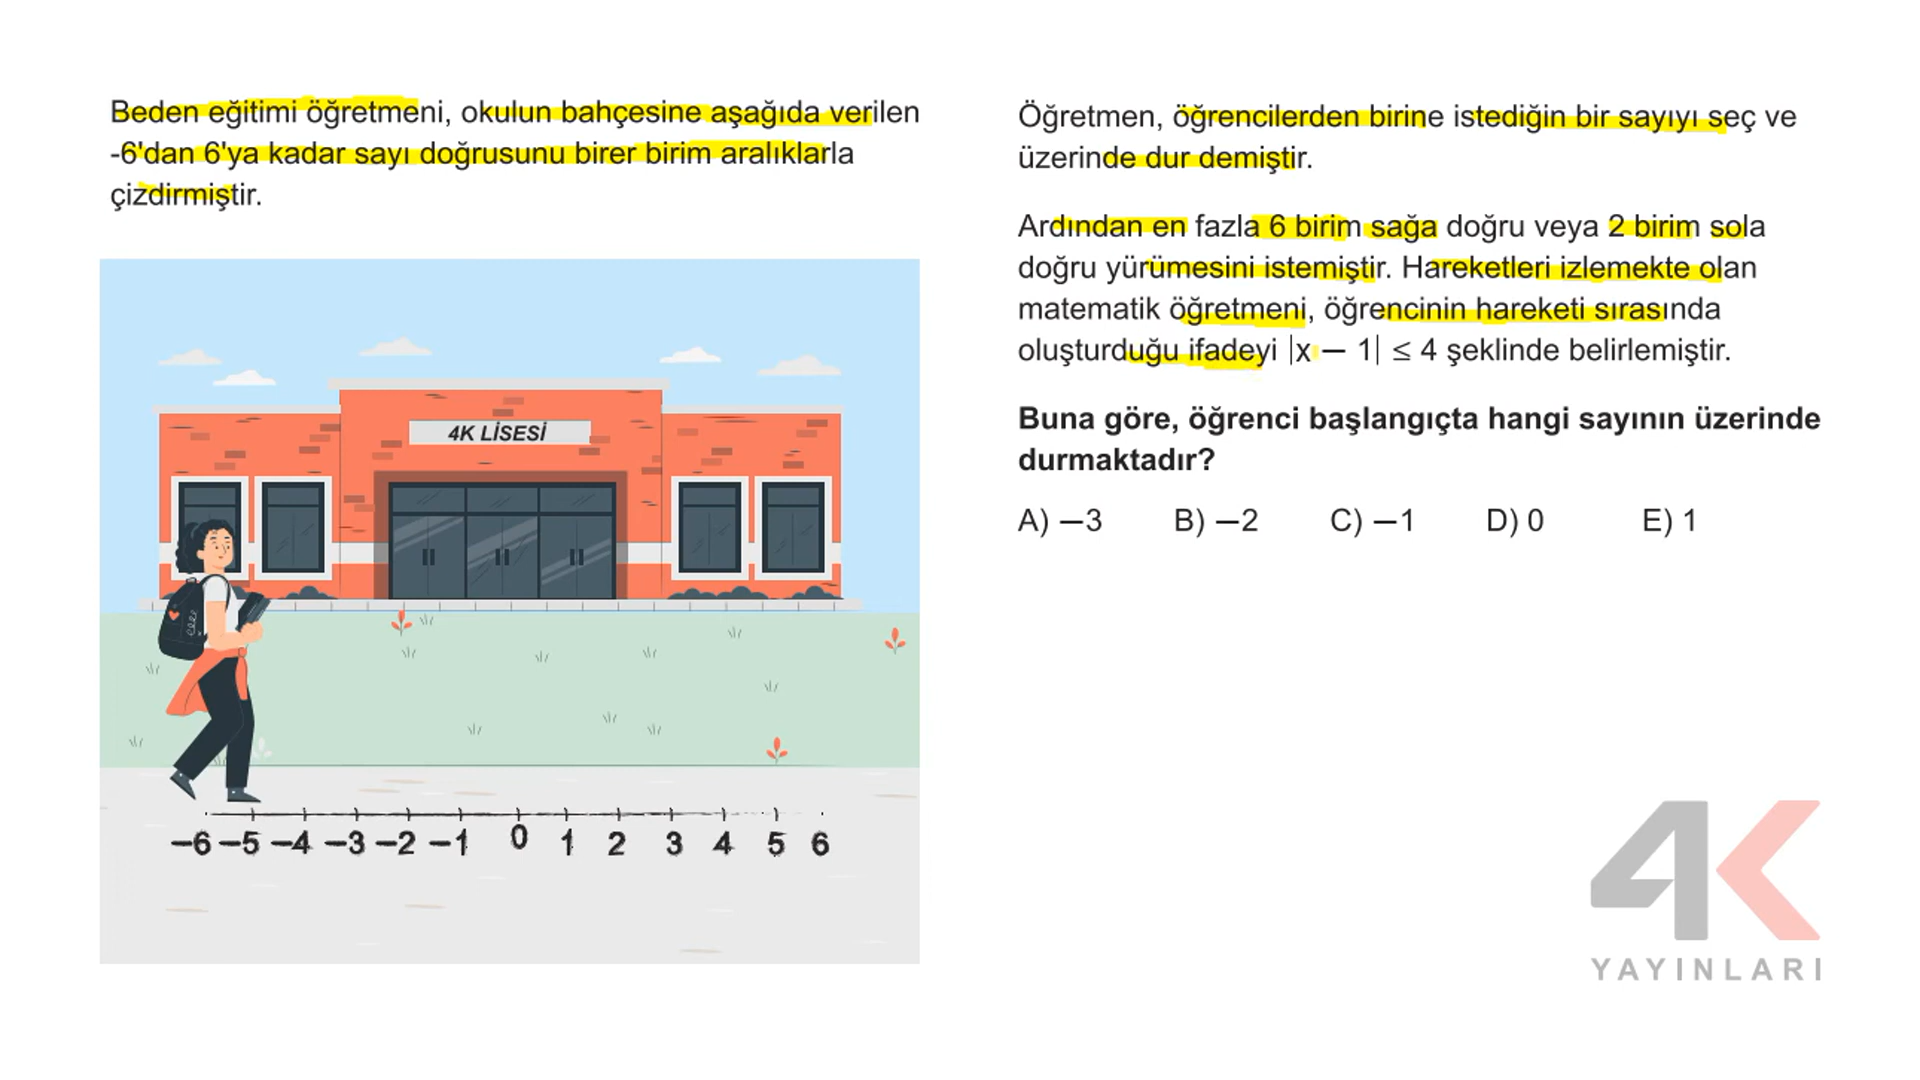 Beden eğitimi öğretmeni, okulun bahçesine aşağıda verilen
-6'dan 6'ya kadar sayı doğrusunu birer birim aralıklarla
çizdirmiştir.
4K LİSESİ
−6 −5 −4 −3 −2 −1 0 1 2 3 4 5 6
Öğretmen, öğrencilerden birine istediğin bir sayıyı seç ve
üzerinde dur demiştir.
Ardından en fazla 6 birim sağa doğru veya 2 birim sola
doğru yürümesini istemiştir. Hareketleri izlemekte olan
matematik öğretmeni, öğrencinin hareketi sırasında
oluşturduğu ifadeyi |x − 1| ≤ 4 şeklinde belirlemiştir.
Buna göre, öğrenci başlangıçta hangi sayının üzerinde
durmaktadır?
A) −3 B) −2 C) −1 D) 0 E) 1
4K
YAYINLARI